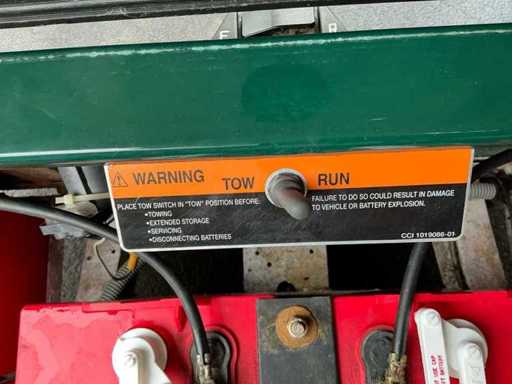 F R
WARNING TOW RUN
PLACE TOW SWITCH IN "TOW" POSITION BEFORE: FAILURE TO DO SO COULD RESULT IN DAMAGE
•TOWING TO VEHICLE OR BATTERY EXPLOSION.
•EXTENDED STORAGE
•SERVICING
•DISCONNECTING BATTERIES
CCI 1019086-01